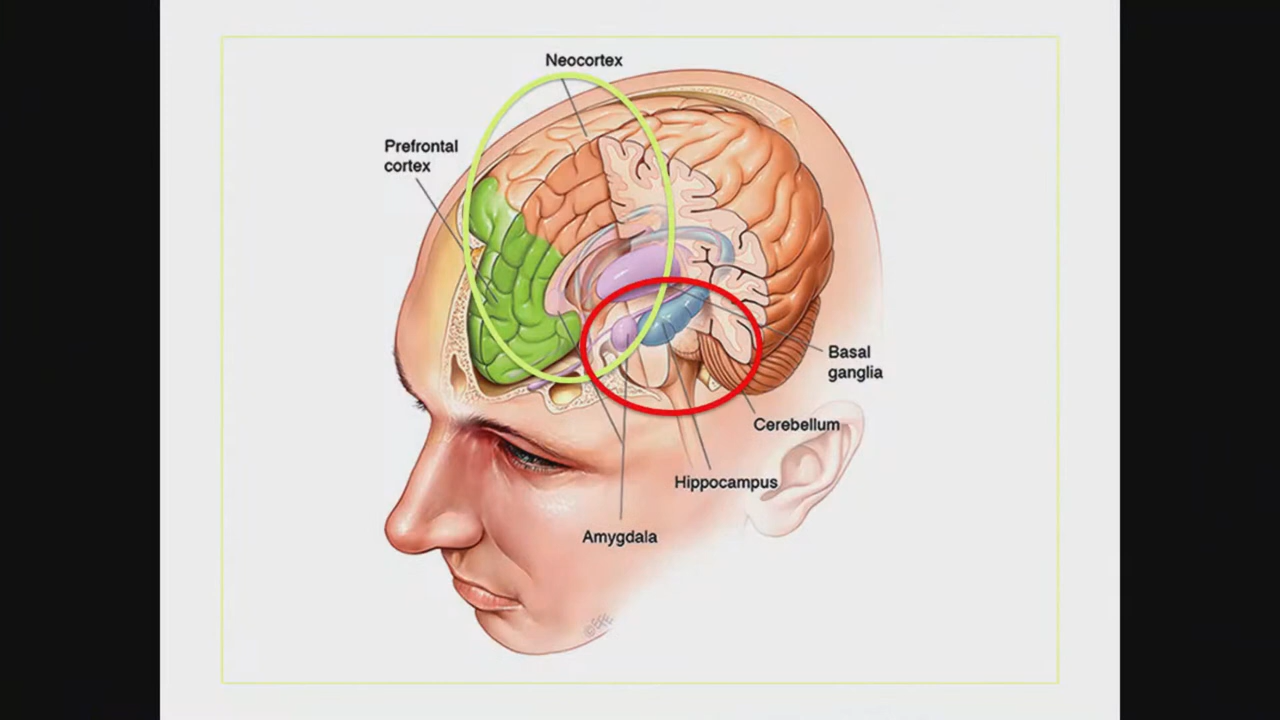 Neocortex
Prefrontal
cortex
Basal
ganglia
Cerebellum
Hippocampus
Amygdala